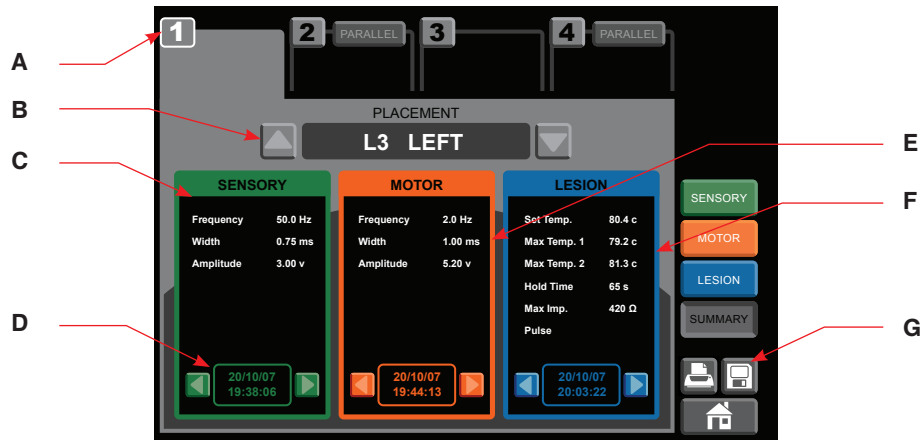 1
2 PARALLEL
3
4 PARALLEL
A
B
C
D
PLACEMENT
L3 LEFT
SENSORY
Frequency 50.0 Hz
Width 0.75 ms
Amplitude 3.00 v
20/10/07
19:38:06
MOTOR
Frequency 2.0 Hz
Width 1.00 ms
Amplitude 5.20 v
20/10/07
19:44:13
LESION
Set Temp. 80.4 c
Max Temp. 1 79.2 c
Max Temp. 2 81.3 c
Hold Time 65 s
Max Imp. 420 Ω
Pulse
20/10/07
20:03:22
SENSORY
MOTOR
LESION
SUMMARY
E
F
G